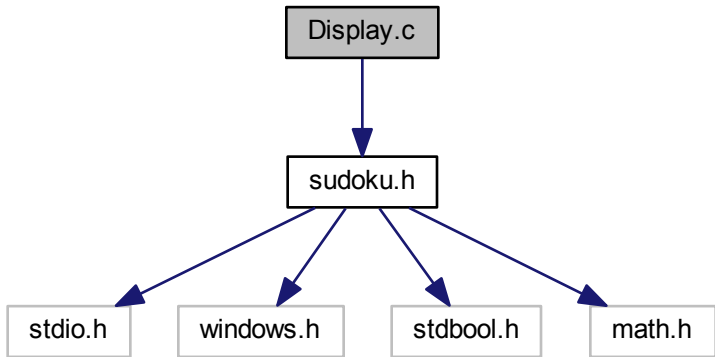 Display.c
sudoku.h
stdio.h
windows.h
stdbool.h
math.h